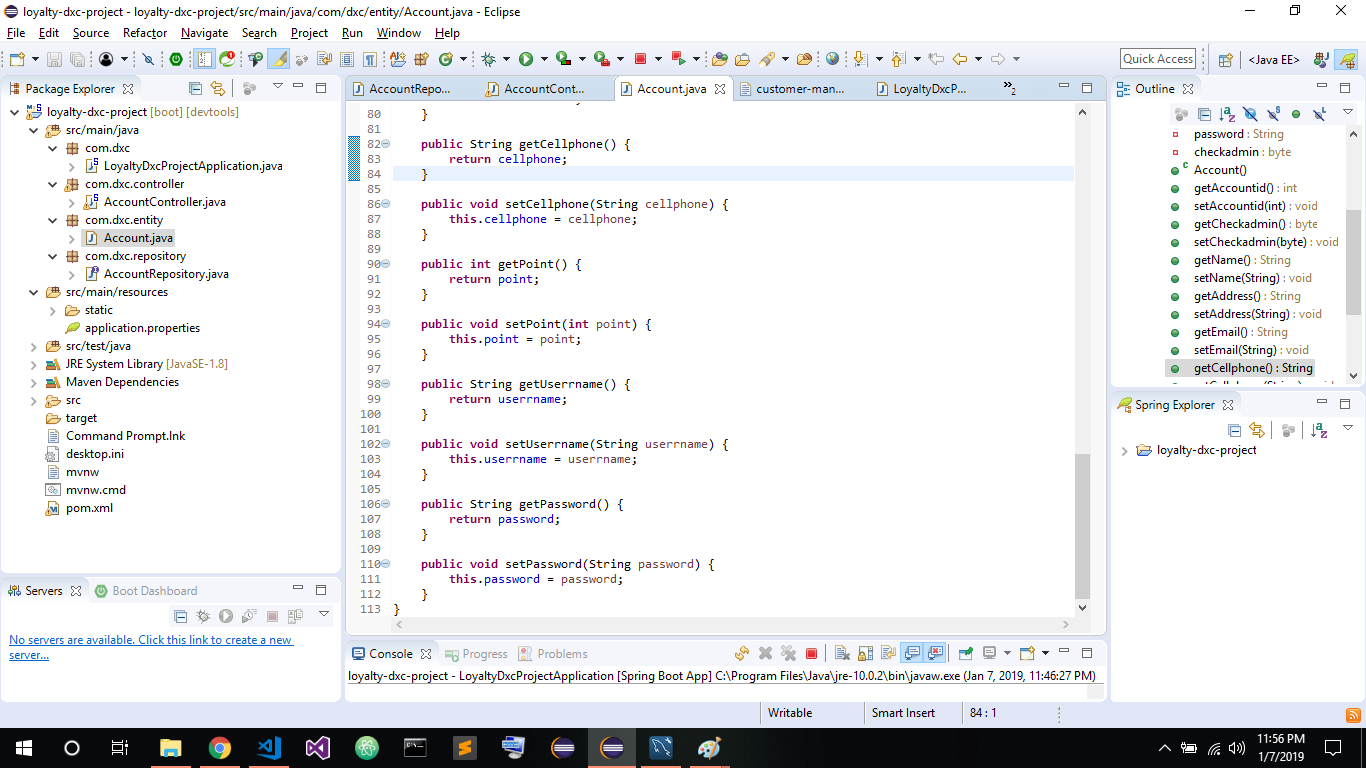 loyalty-dxc-project - loyalty-dxc-project/src/main/java/com/dxc/entity/Account.java - Eclipse
File Edit Source Refactor Navigate Search Project Run Window Help
Quick Access <Java EE>
Package Explorer
loyalty-dxc-project [boot] [devtools]
src/main/java
com.dxc
LoyaltyDxcProjectApplication.java
com.dxc.controller
AccountController.java
com.dxc.entity
Account.java
com.dxc.repository
AccountRepository.java
src/main/resources
static
application.properties
src/test/java
JRE System Library [JavaSE-1.8]
Maven Dependencies
src
target
Command Prompt.lnk
desktop.ini
mvnw
mvnw.cmd
pom.xml
Servers Boot Dashboard
No servers are available. Click this link to create a new
server...
AccountRepo... AccountCont... Account.java customer-man... LoyaltyDxcP... »2
80 }
81
82 public String getCellphone() {
83 return cellphone;
84 }
85
86 public void setCellphone(String cellphone) {
87 this.cellphone = cellphone;
88 }
89
90 public int getPoint() {
91 return point;
92 }
93
94 public void setPoint(int point) {
95 this.point = point;
96 }
97
98 public String getUserrname() {
99 return userrname;
100 }
101
102 public void setUserrname(String userrname) {
103 this.userrname = userrname;
104 }
105
106 public String getPassword() {
107 return password;
108 }
109
110 public void setPassword(String password) {
111 this.password = password;
112 }
113 }
Console Progress Problems
loyalty-dxc-project - LoyaltyDxcProjectApplication [Spring Boot App] C:\Program Files\Java\jre-10.0.2\bin\javaw.exe (Jan 7, 2019, 11:46:27 PM)
Outline
password : String
checkadmin : byte
Account()
getAccountid() : int
setAccountid(int) : void
getCheckadmin() : byte
setCheckadmin(byte) : void
getName() : String
setName(String) : void
getAddress() : String
setAddress(String) : void
getEmail() : String
setEmail(String) : void
getCellphone() : String
Spring Explorer
loyalty-dxc-project
Writable Smart Insert 84 : 1
11:56 PM
1/7/2019